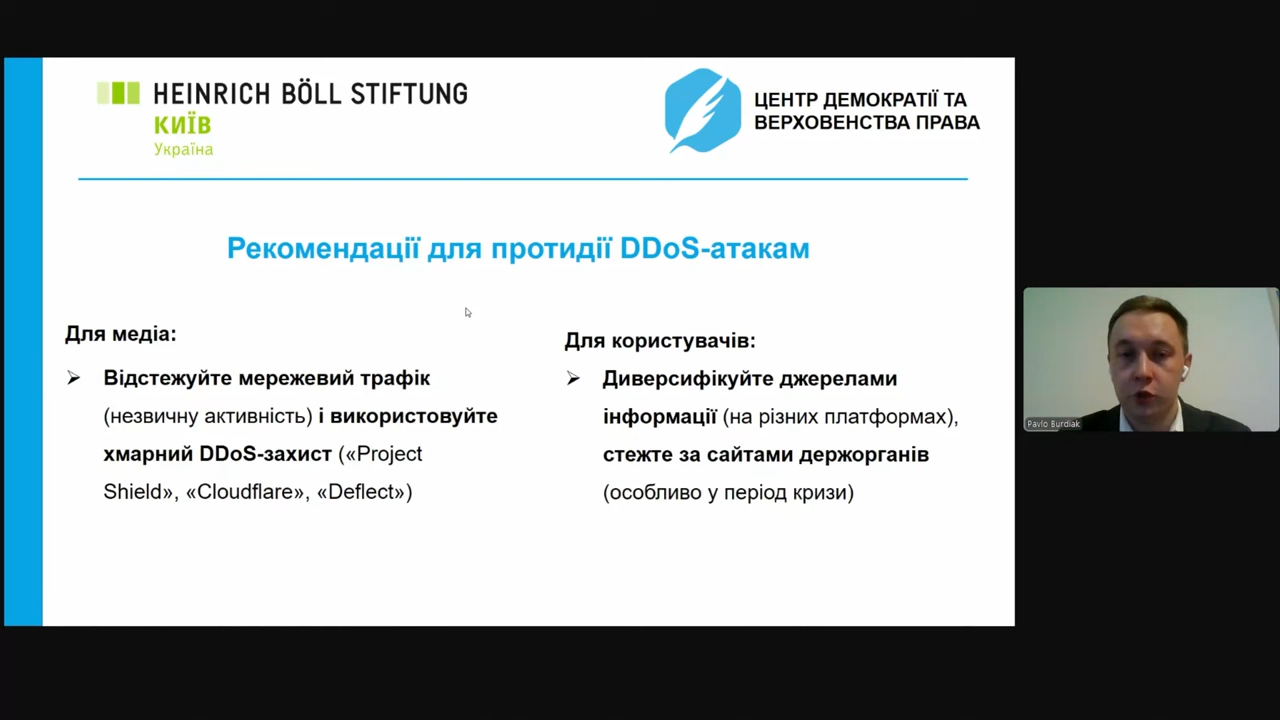 HEINRICH BÖLL STIFTUNG
КИЇВ
Україна
ЦЕНТР ДЕМОКРАТІЇ ТА
ВЕРХОВЕНСТВА ПРАВА
Рекомендації для протидії DDoS-атакам
Для медіа:
➢ Відстежуйте мережевий трафік
(незвичну активність) і використовуйте
хмарний DDoS-захист («Project
Shield», «Cloudflare», «Deflect»)
Для користувачів:
➢ Диверсифікуйте джерелами
інформації (на різних платформах),
стежте за сайтами держорганів
(особливо у період кризи)
Pavlo Burdiak